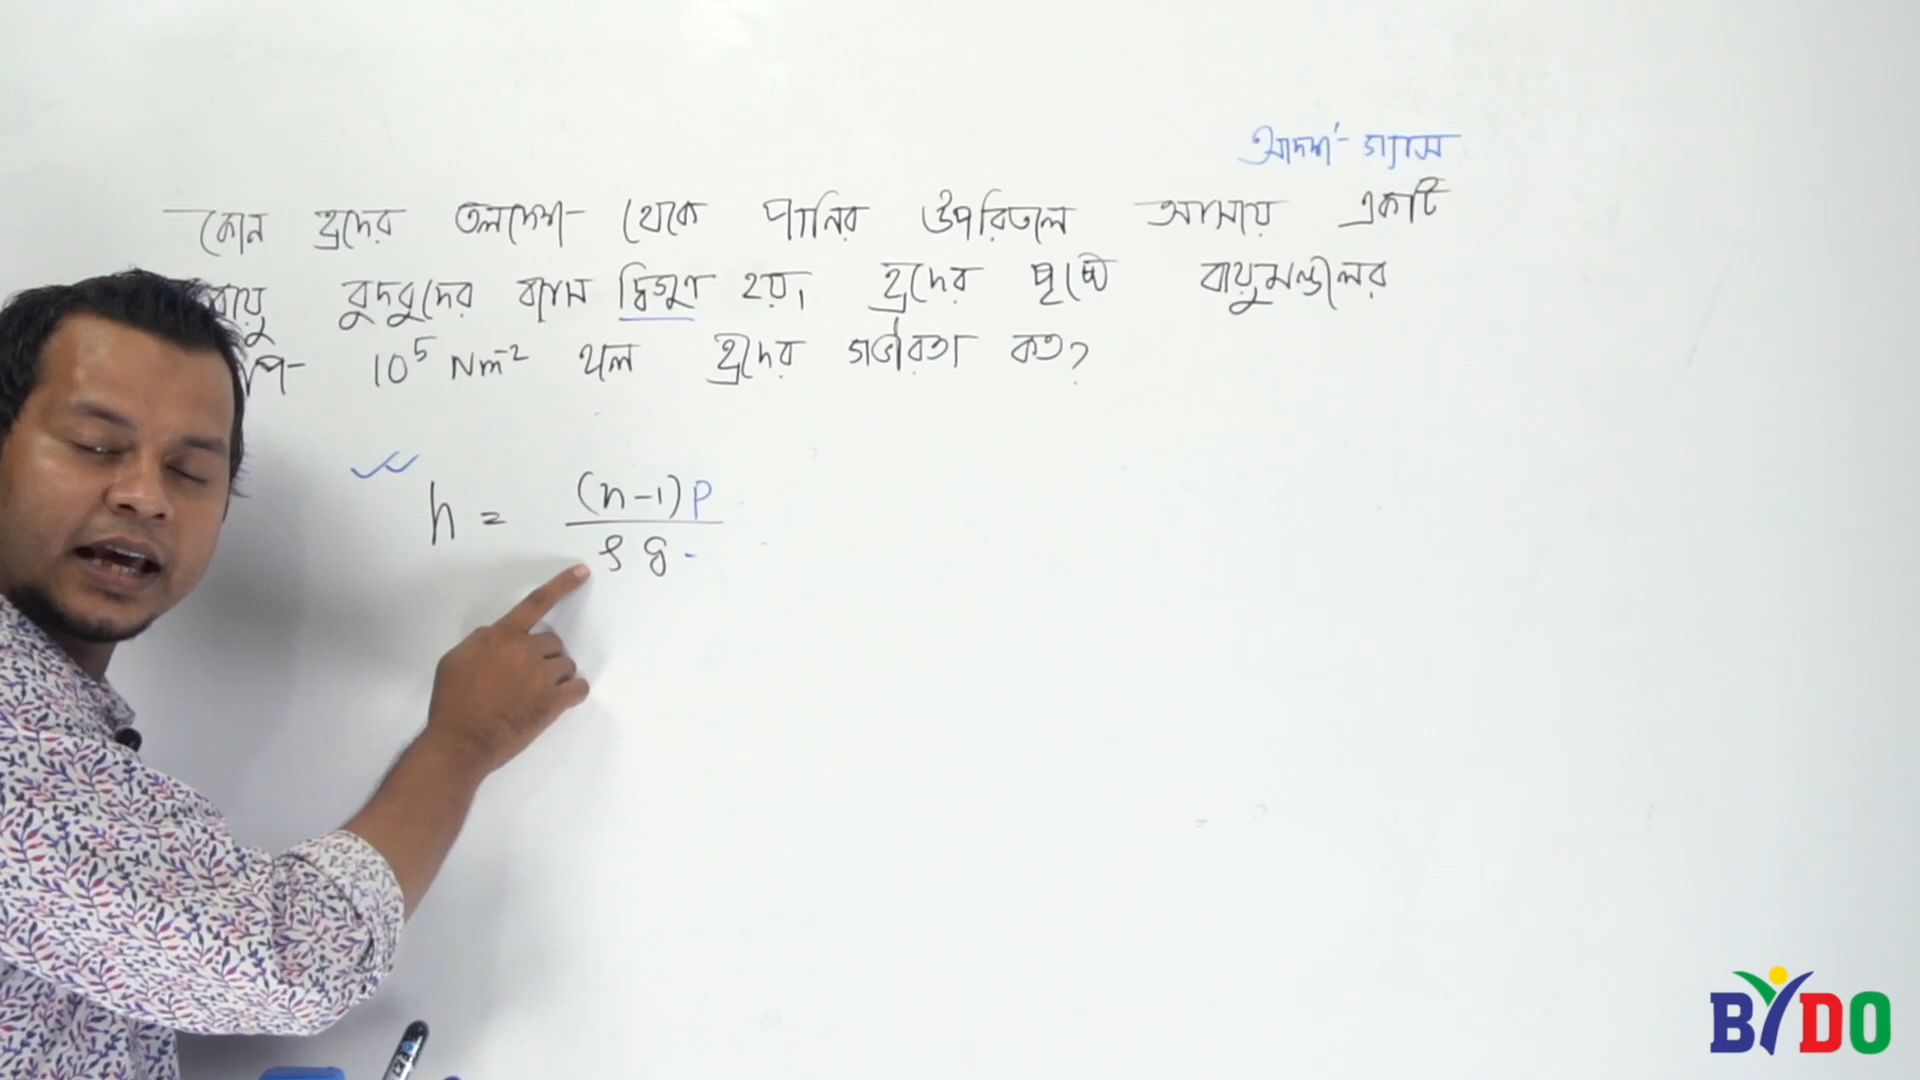 আদর্শ গ্যাস
কোন হ্রদের তলদেশ থেকে পানির উপরিতলে আসায় একটি
বায়ু বুদবুদের ব্যাস দ্বিগুণ হয়। হ্রদের পৃষ্ঠে বায়ুমন্ডলের
10⁵ Nm⁻² হলে হ্রদের গভীরতা কত?
h = (n-1)P / ρg
BYDO